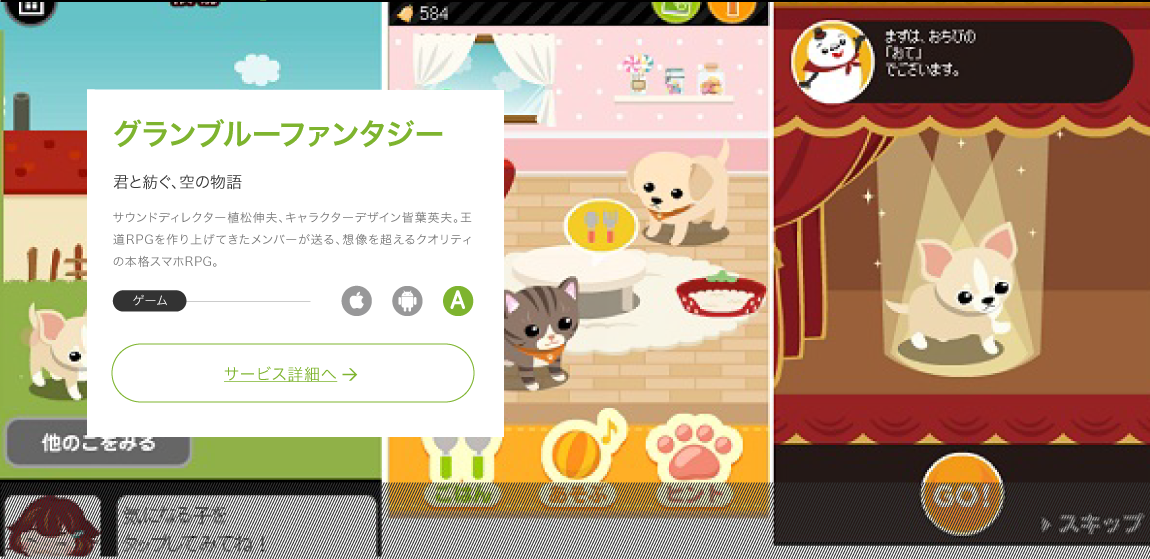 584
まずは、おちびの
「おて」
でございます。
グランブルーファンタジー
君と紡ぐ、空の物語
サウンドディレクター植松伸夫、キャラクターデザイン皆葉英夫。王
道RPGを作り上げてきたメンバーが送る、想像を超えるクオリティ
の本格スマホRPG。
ゲーム
A
サービス詳細へ →
他のこをみる
ごはん
あそぶ
ヒント
GO!
スキップ
気になる子を
タップしてみてね！